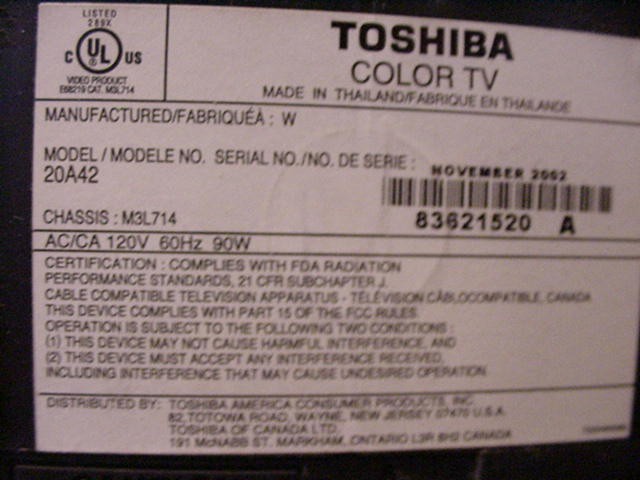 LISTED
289X
C UL US
VIDEO PRODUCT
E68219 CAT. M3L714
TOSHIBA
COLOR TV
MADE IN THAILAND/FABRIQUE EN THAILANDE
MANUFACTURED/FABRIQUÉÀ : W
MODEL / MODELE NO. SERIAL NO./NO. DE SERIE :
20A42
NOVEMBER 2002
CHASSIS : M3L714
83621520 A
AC/CA 120V 60Hz 90W
CERTIFICATION : COMPLIES WITH FDA RADIATION
PERFORMANCE STANDARDS, 21 CFR SUBCHAPTER J.
CABLE COMPATIBLE TELEVISION APPARATUS - TÉLÉVISION CÂBLOCOMPATIBLE, CANADA
THIS DEVICE COMPLIES WITH PART 15 OF THE FCC RULES.
OPERATION IS SUBJECT TO THE FOLLOWING TWO CONDITIONS :
(1) THIS DEVICE MAY NOT CAUSE HARMFUL INTERFERENCE, AND
(2) THIS DEVICE MUST ACCEPT ANY INTERFERENCE RECEIVED,
INCLUDING INTERFERENCE THAT MAY CAUSE UNDESIRED OPERATION.
DISTRIBUTED BY: TOSHIBA AMERICA CONSUMER PRODUCTS, INC.
82, TOTOWA ROAD, WAYNE, NEW JERSEY 07470 U.S.A.
TOSHIBA OF CANADA LTD.
191 McNABB ST. MARKHAM, ONTARIO L3R 8H2 CANADA